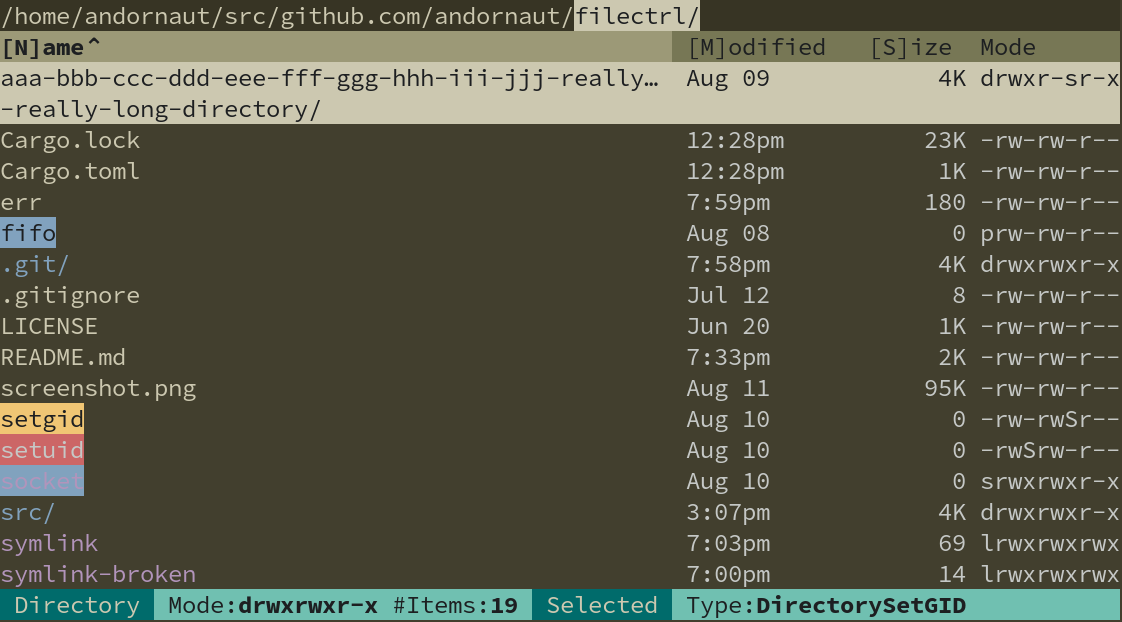 /home/andornaut/src/github.com/andornaut/filectrl/
[N]ame^ [M]odified [S]ize Mode
aaa-bbb-ccc-ddd-eee-fff-ggg-hhh-iii-jjj-really… Aug 09 4K drwxr-sr-x
-really-long-directory/
Cargo.lock 12:28pm 23K -rw-rw-r--
Cargo.toml 12:28pm 1K -rw-rw-r--
err 7:59pm 180 -rw-rw-r--
fifo Aug 08 0 prw-rw-r--
.git/ 7:58pm 4K drwxrwxr-x
.gitignore Jul 12 8 -rw-rw-r--
LICENSE Jun 20 1K -rw-rw-r--
README.md 7:33pm 2K -rw-rw-r--
screenshot.png Aug 11 95K -rw-rw-r--
setgid Aug 10 0 -rw-rwSr--
setuid Aug 10 0 -rwSrw-r--
socket Aug 10 0 srwxrwxr-x
src/ 3:07pm 4K drwxrwxr-x
symlink 7:03pm 69 lrwxrwxrwx
symlink-broken 7:00pm 14 lrwxrwxrwx
Directory Mode:drwxrwxr-x #Items:19 Selected Type:DirectorySetGID